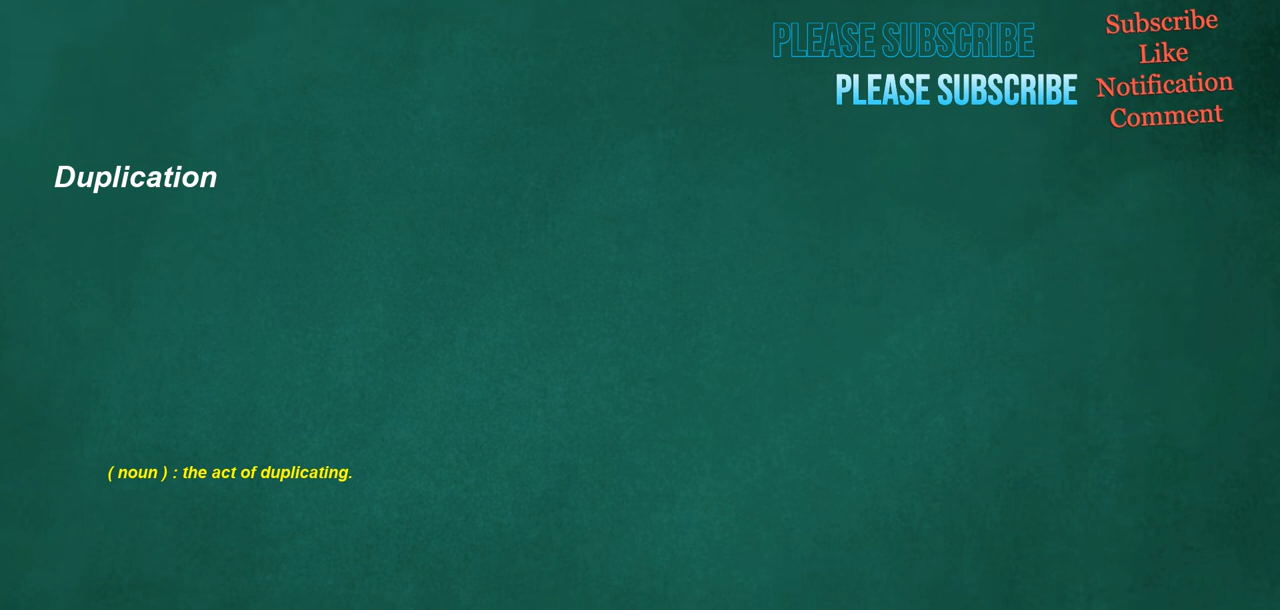 PLEASE SUBSCRIBE
PLEASE SUBSCRIBE
Subscribe
Like
Notification
Comment
Duplication
( noun ) : the act of duplicating.